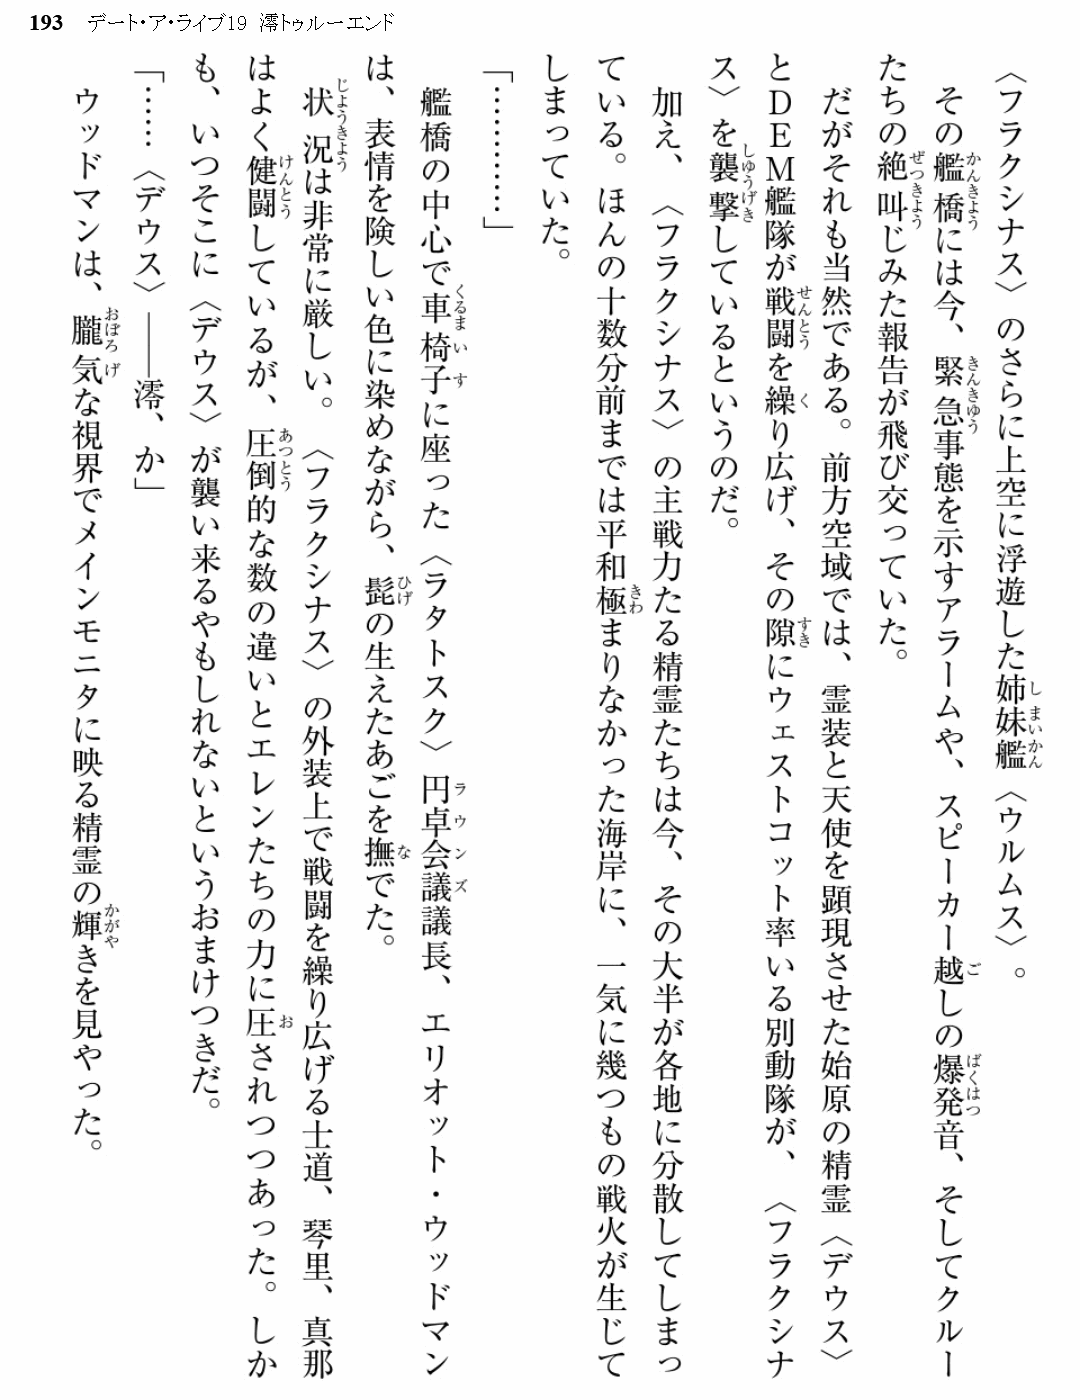 193 デート・ア・ライブ19 澪トゥルーエンド
〈フラクシナス〉のさらに上空に浮遊した姉妹艦〈ウルムス〉。
その艦橋には今、緊急事態を示すアラームや、スピーカー越しの爆発音、そしてクルー
たちの絶叫じみた報告が飛び交っていた。
だがそれも当然である。前方空域では、霊装と天使を顕現させた始原の精霊〈デウス〉
とＤＥＭ艦隊が戦闘を繰り広げ、その隙にウェストコット率いる別動隊が、〈フラクシナ
ス〉を襲撃しているというのだ。
加え、〈フラクシナス〉の主戦力たる精霊たちは今、その大半が各地に分散してしまっ
ている。ほんの十数分前までは平和極まりなかった海岸に、一気に幾つもの戦火が生じて
しまっていた。
「…………」
艦橋の中心で車椅子に座った〈ラタトスク〉円卓会議議長、エリオット・ウッドマン
は、表情を険しい色に染めながら、髭の生えたあごを撫でた。
状況は非常に厳しい。〈フラクシナス〉の外装上で戦闘を繰り広げる士道、琴里、真那
はよく健闘しているが、圧倒的な数の違いとエレンたちの力に圧されつつあった。しか
も、いつそこに〈デウス〉が襲い来るやもしれないというおまけつきだ。
「……〈デウス〉――澪、か」
ウッドマンは、朧気な視界でメインモニタに映る精霊の輝きを見やった。